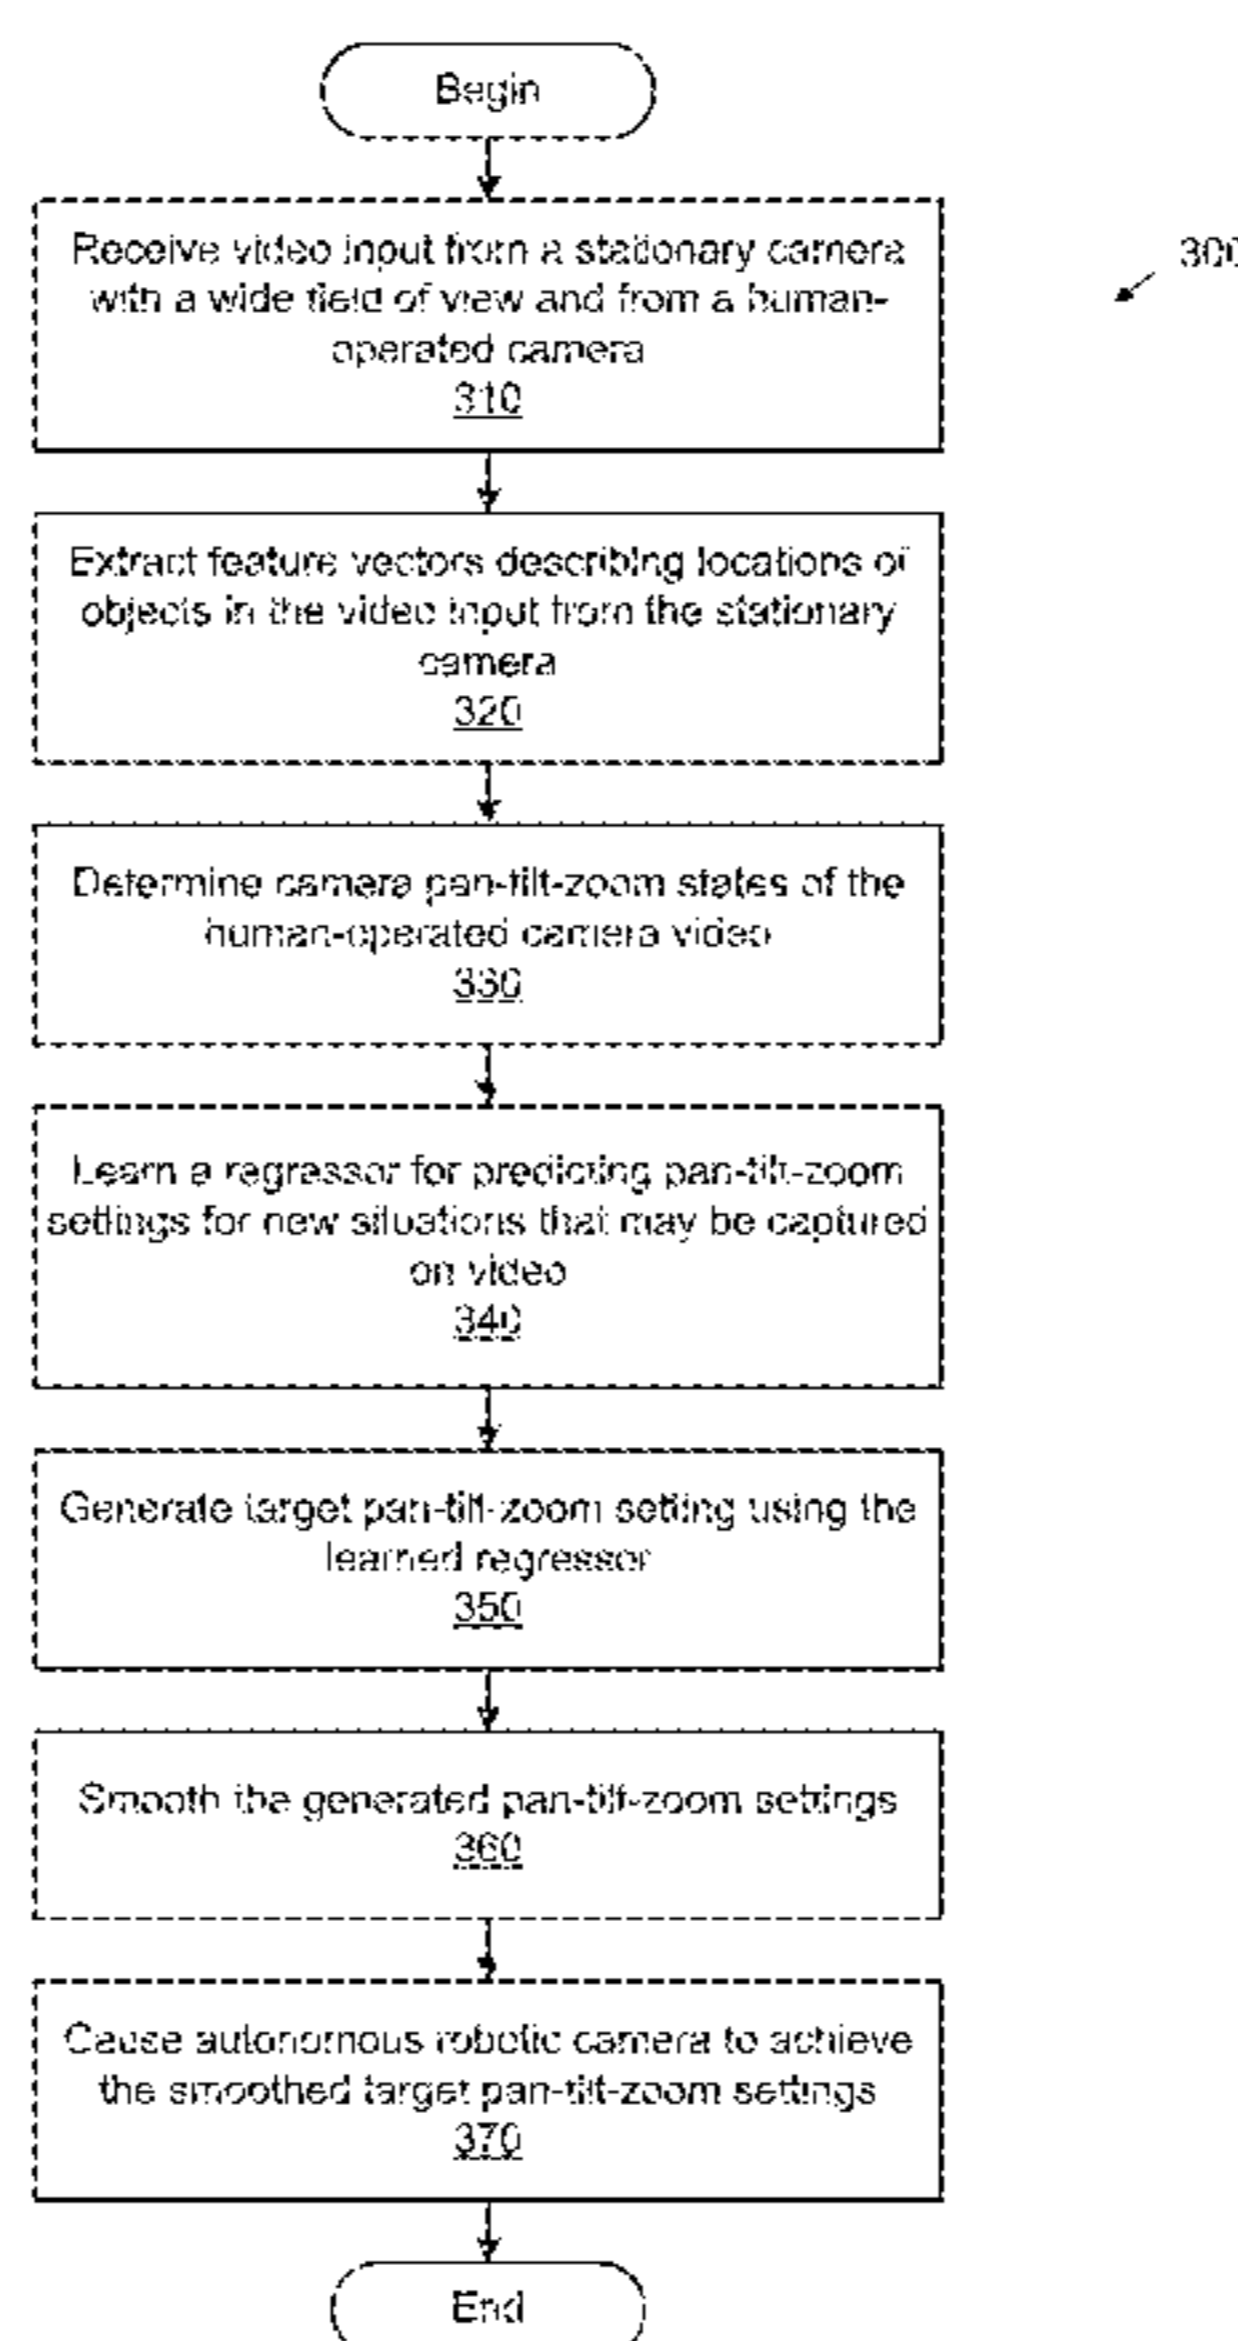 Begin
Receive video input from a stationary camera
with a wide field of view and from a human-
operated camera
310
300
Extract feature vectors describing locations of
objects in the video input from the stationary
camera
320
Determine camera pan-tilt-zoom states of the
human-operated camera video
330
Learn a regressor for predicting pan-tilt-zoom
settings for new situations that may be captured
on video
340
Generate target pan-tilt-zoom setting using the
learned regressor
350
Smooth the generated pan-tilt-zoom settings
360
Cause autonomous robotic camera to achieve
the smoothed target pan-tilt-zoom settings
370
End